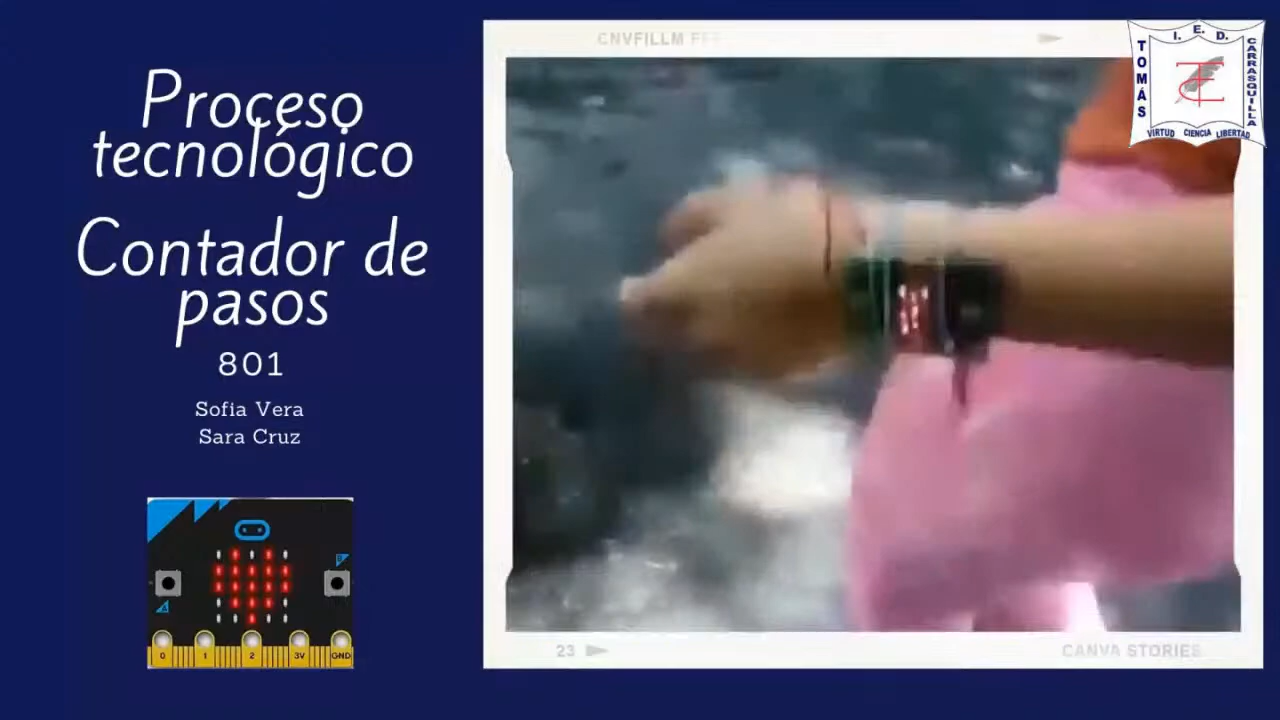 Proceso
tecnológico
Contador de
pasos
801
Sofia Vera
Sara Cruz
A
B
0 1 2 3V GND
CNVFILLM
23
CANVA STORIES
I. E. D.
TOMÁS
CARRASQUILLA
VIRTUD CIENCIA LIBERTAD